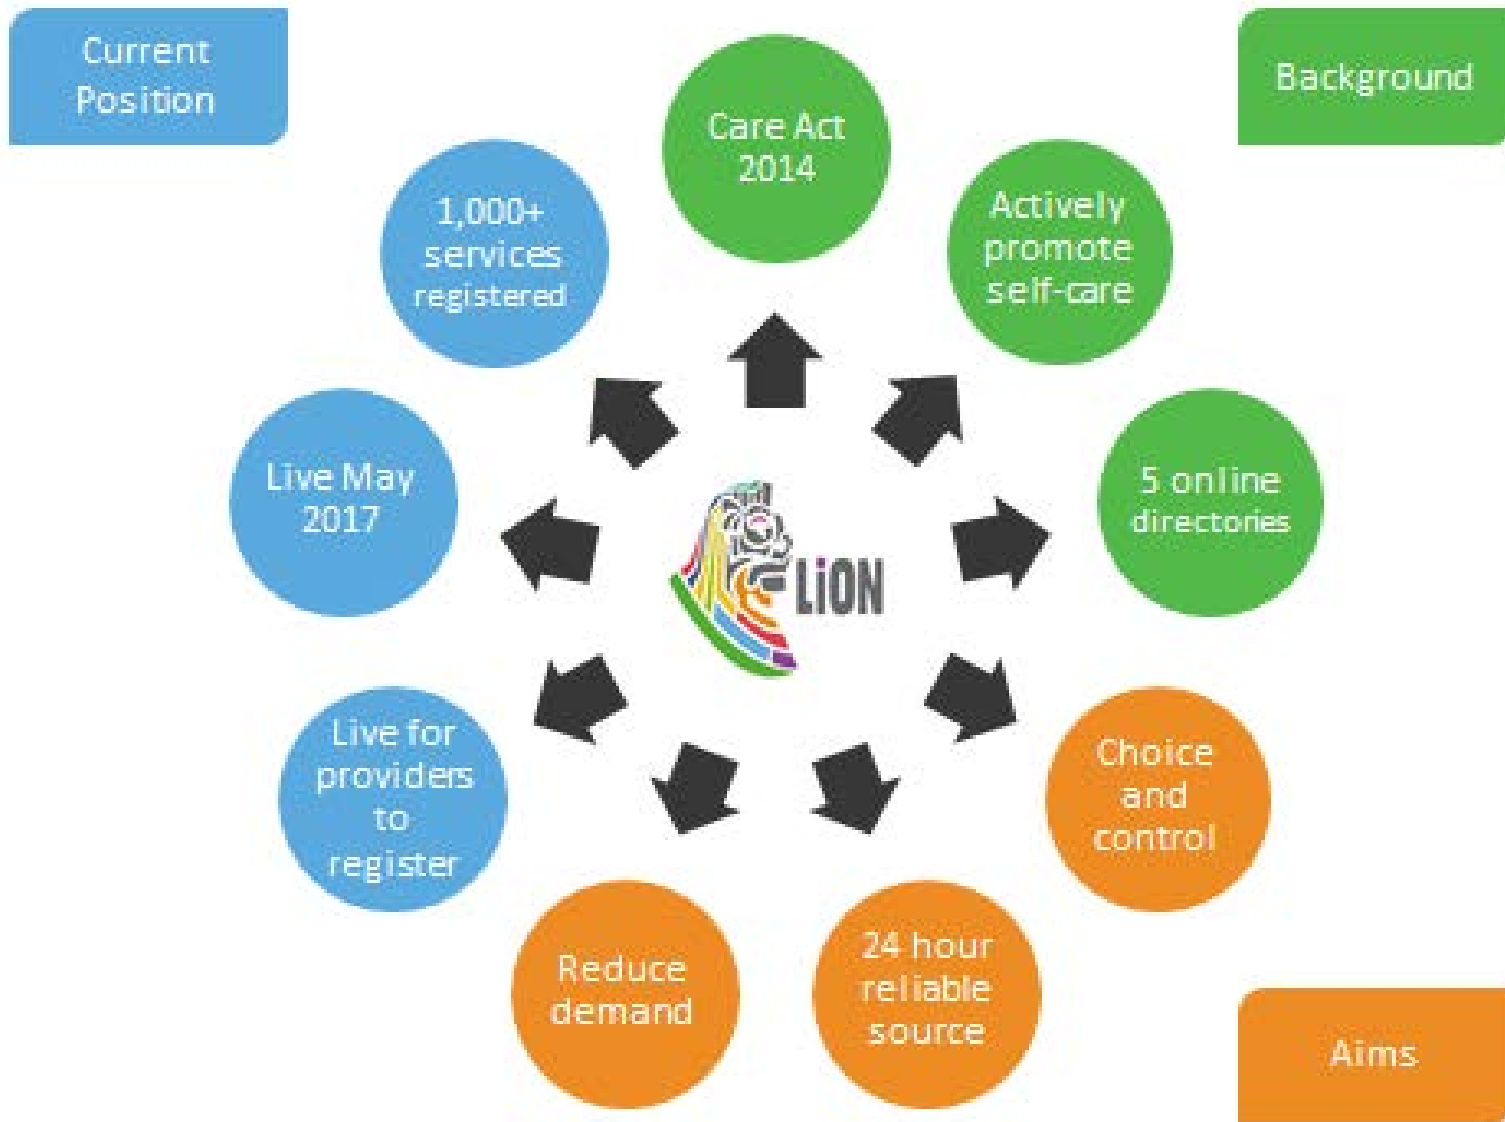 Current
Position
Background
Care Act
2014
Actively
promote
self-care
5 online
directories
Choice
and
control
24 hour
reliable
source
Reduce
demand
Live for
providers
to
register
Live May
2017
1,000+
services
registered
LiON
Aims